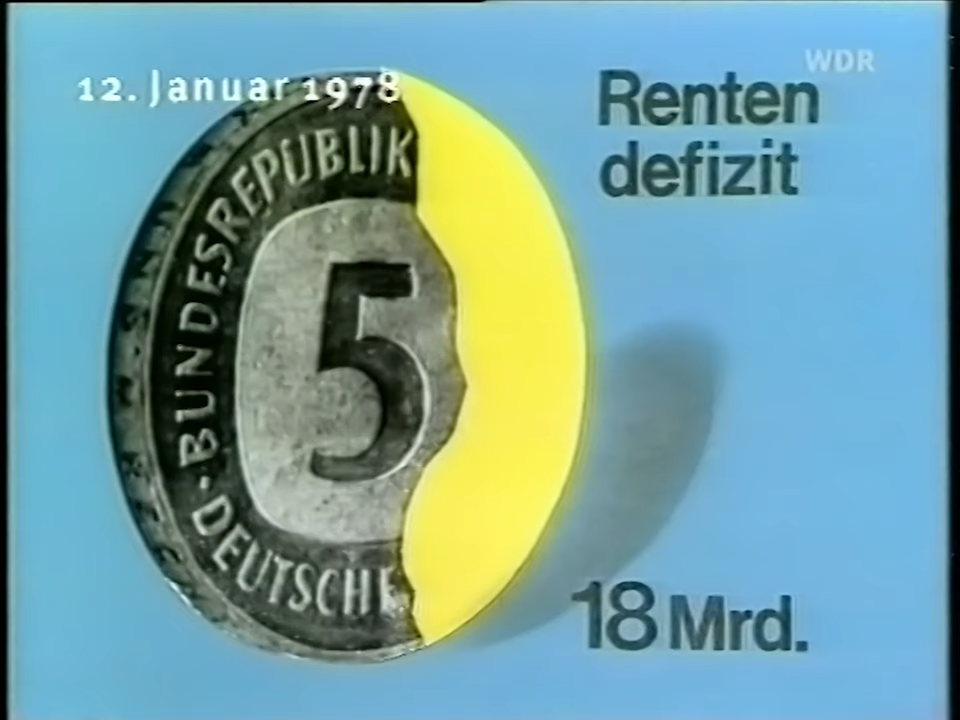 12. Januar 1978
WDR
Renten
defizit
BUNDESREPUBLIK
5
DEUTSCHE
18 Mrd.